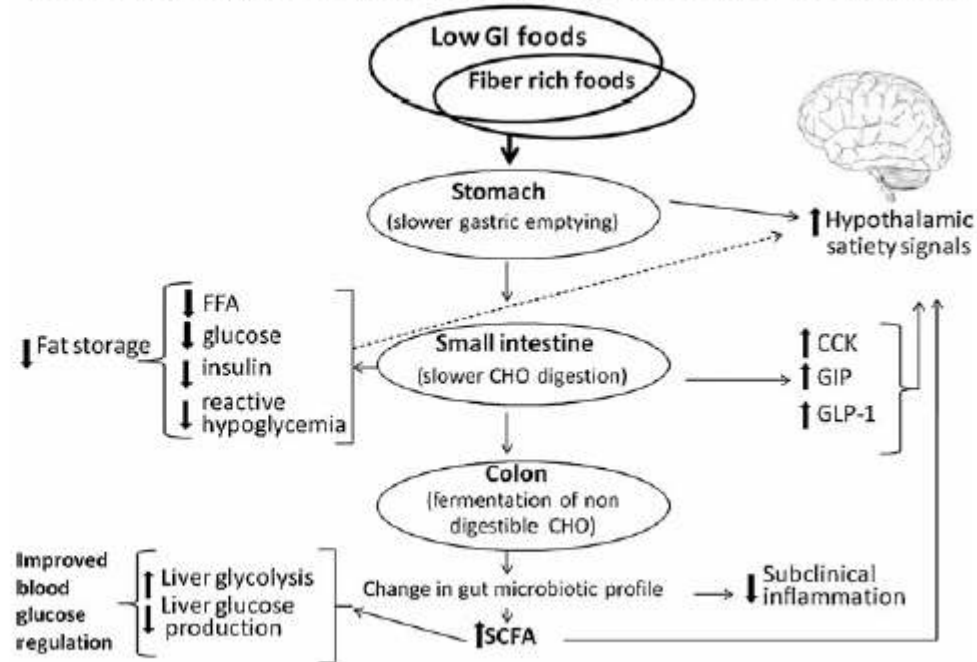 Low GI foods
Fiber rich foods
Stomach
(slower gastric emptying)
⬆Hypothalamic
satiety signals
⬇ Fat storage
⬇ FFA
⬇ glucose
⬇ insulin
⬇ reactive
hypoglycemia
Small intestine
(slower CHO digestion)
⬆ CCK
⬆ GIP
⬆ GLP-1
Colon
(fermentation of non
digestible CHO)
Improved
blood
glucose
regulation
⬆ Liver glycolysis
⬇ Liver glucose
production
Change in gut microbiotic profile
⬇ Subclinical
inflammation
⬆SCFA